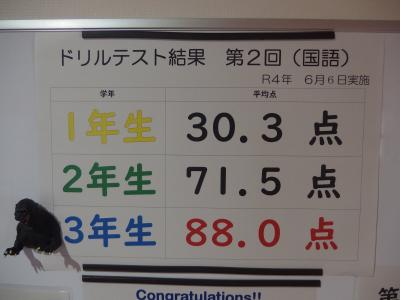 ドリルテスト結果　第２回（国語）
R４年　６月６日実施
学年　平均点
１年生　30.3 点
２年生　71.5 点
３年生　88.0 点
Congratulations!!
第